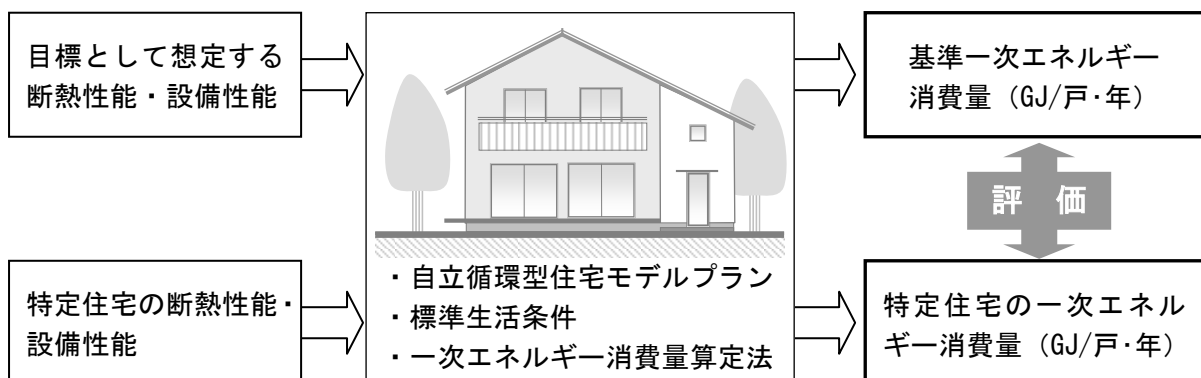 目標として想定する
断熱性能・設備性能
基準一次エネルギー
消費量（GJ/戸・年）
評　価
・自立循環型住宅モデルプラン
・標準生活条件
・一次エネルギー消費量算定法
特定住宅の断熱性能・
設備性能
特定住宅の一次エネル
ギー消費量（GJ/戸・年）